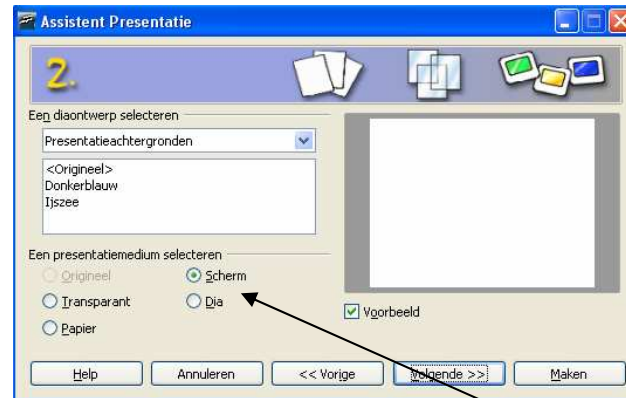 Assistent Presentatie
2.
Een diaontwerp selecteren
Presentatieachtergronden
<Origineel>
Donkerblauw
Ijszee
Een presentatiemedium selecteren
Origineel
Scherm
Transparant
Dia
Papier
Voorbeeld
Help
Annuleren
<< Vorige
Volgende >>
Maken